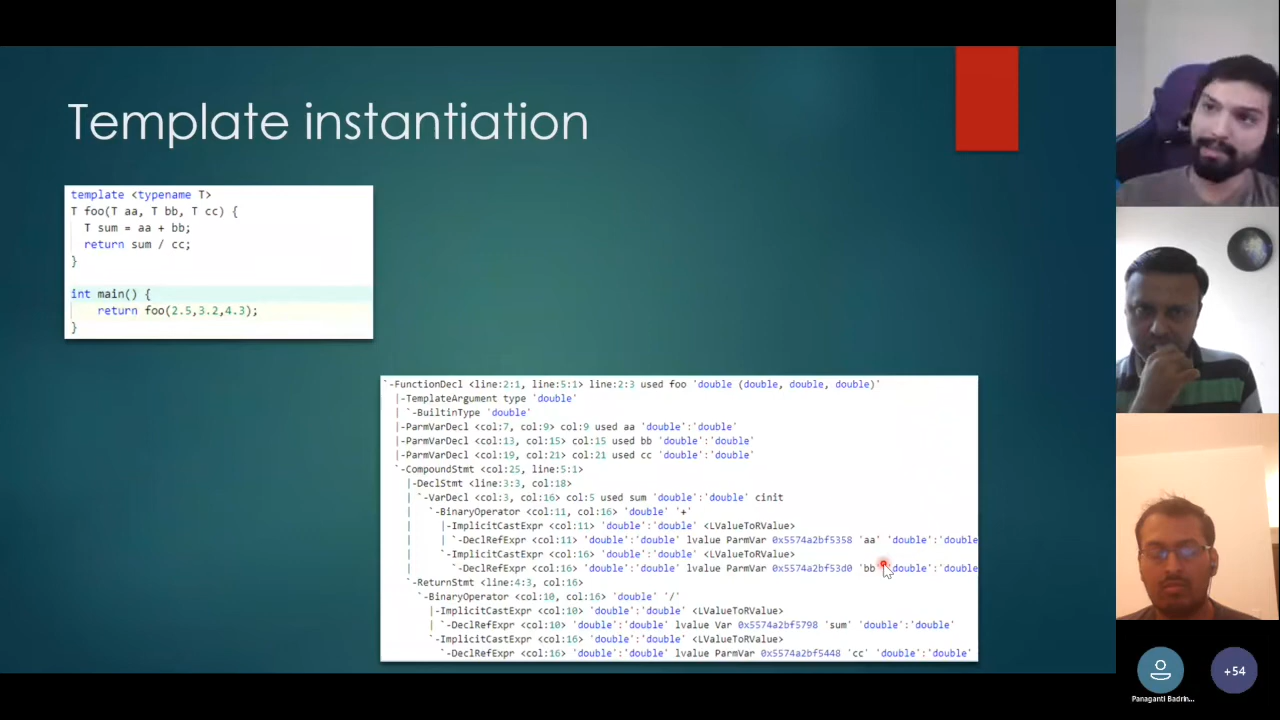 Template instantiation
template <typename T>
T foo(T aa, T bb, T cc) {
T sum = aa + bb;
return sum / cc;
}
int main() {
return foo(2.5,3.2,4.3);
}
`-FunctionDecl <line:2:1, line:5:1> line:2:3 used foo 'double (double, double, double)'
|-TemplateArgument type 'double'
| `-BuiltinType 'double'
|-ParmVarDecl <col:7, col:9> col:9 used aa 'double':'double'
|-ParmVarDecl <col:13, col:15> col:15 used bb 'double':'double'
|-ParmVarDecl <col:19, col:21> col:21 used cc 'double':'double'
`-CompoundStmt <col:25, line:5:1>
|-DeclStmt <line:3:3, col:18>
| `-VarDecl <col:3, col:16> col:5 used sum 'double':'double' cinit
|   `-BinaryOperator <col:11, col:16> 'double' '+'
|     |-ImplicitCastExpr <col:11> 'double':'double' <LValueToRValue>
|     | `-DeclRefExpr <col:11> 'double':'double' lvalue ParmVar 0x5574a2bf5358 'aa' 'double':'double
|     `-ImplicitCastExpr <col:16> 'double':'double' <LValueToRValue>
|       `-DeclRefExpr <col:16> 'double':'double' lvalue ParmVar 0x5574a2bf53d0 'bb' 'double':'double
`-ReturnStmt <line:4:3, col:16>
`-BinaryOperator <col:10, col:16> 'double' '/'
|-ImplicitCastExpr <col:10> 'double':'double' <LValueToRValue>
| `-DeclRefExpr <col:10> 'double':'double' lvalue Var 0x5574a2bf5798 'sum' 'double':'double'
`-ImplicitCastExpr <col:16> 'double':'double' <LValueToRValue>
`-DeclRefExpr <col:16> 'double':'double' lvalue ParmVar 0x5574a2bf5448 'cc' 'double':'double'
+54
Panaganti Badrin...